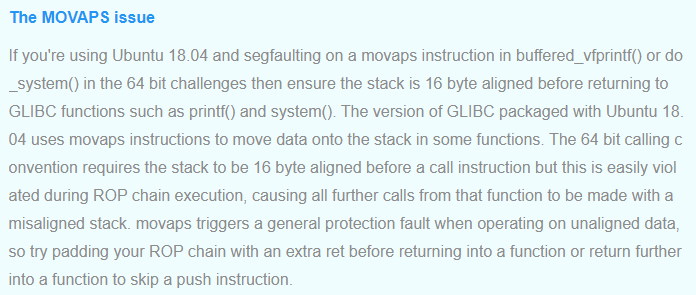 The MOVAPS issue
If you're using Ubuntu 18.04 and segfaulting on a movaps instruction in buffered_vfprintf() or do
_system() in the 64 bit challenges then ensure the stack is 16 byte aligned before returning to
GLIBC functions such as printf() and system(). The version of GLIBC packaged with Ubuntu 18.
04 uses movaps instructions to move data onto the stack in some functions. The 64 bit calling c
onvention requires the stack to be 16 byte aligned before a call instruction but this is easily viol
ated during ROP chain execution, causing all further calls from that function to be made with a
misaligned stack. movaps triggers a general protection fault when operating on unaligned data,
so try padding your ROP chain with an extra ret before returning into a function or return further
into a function to skip a push instruction.